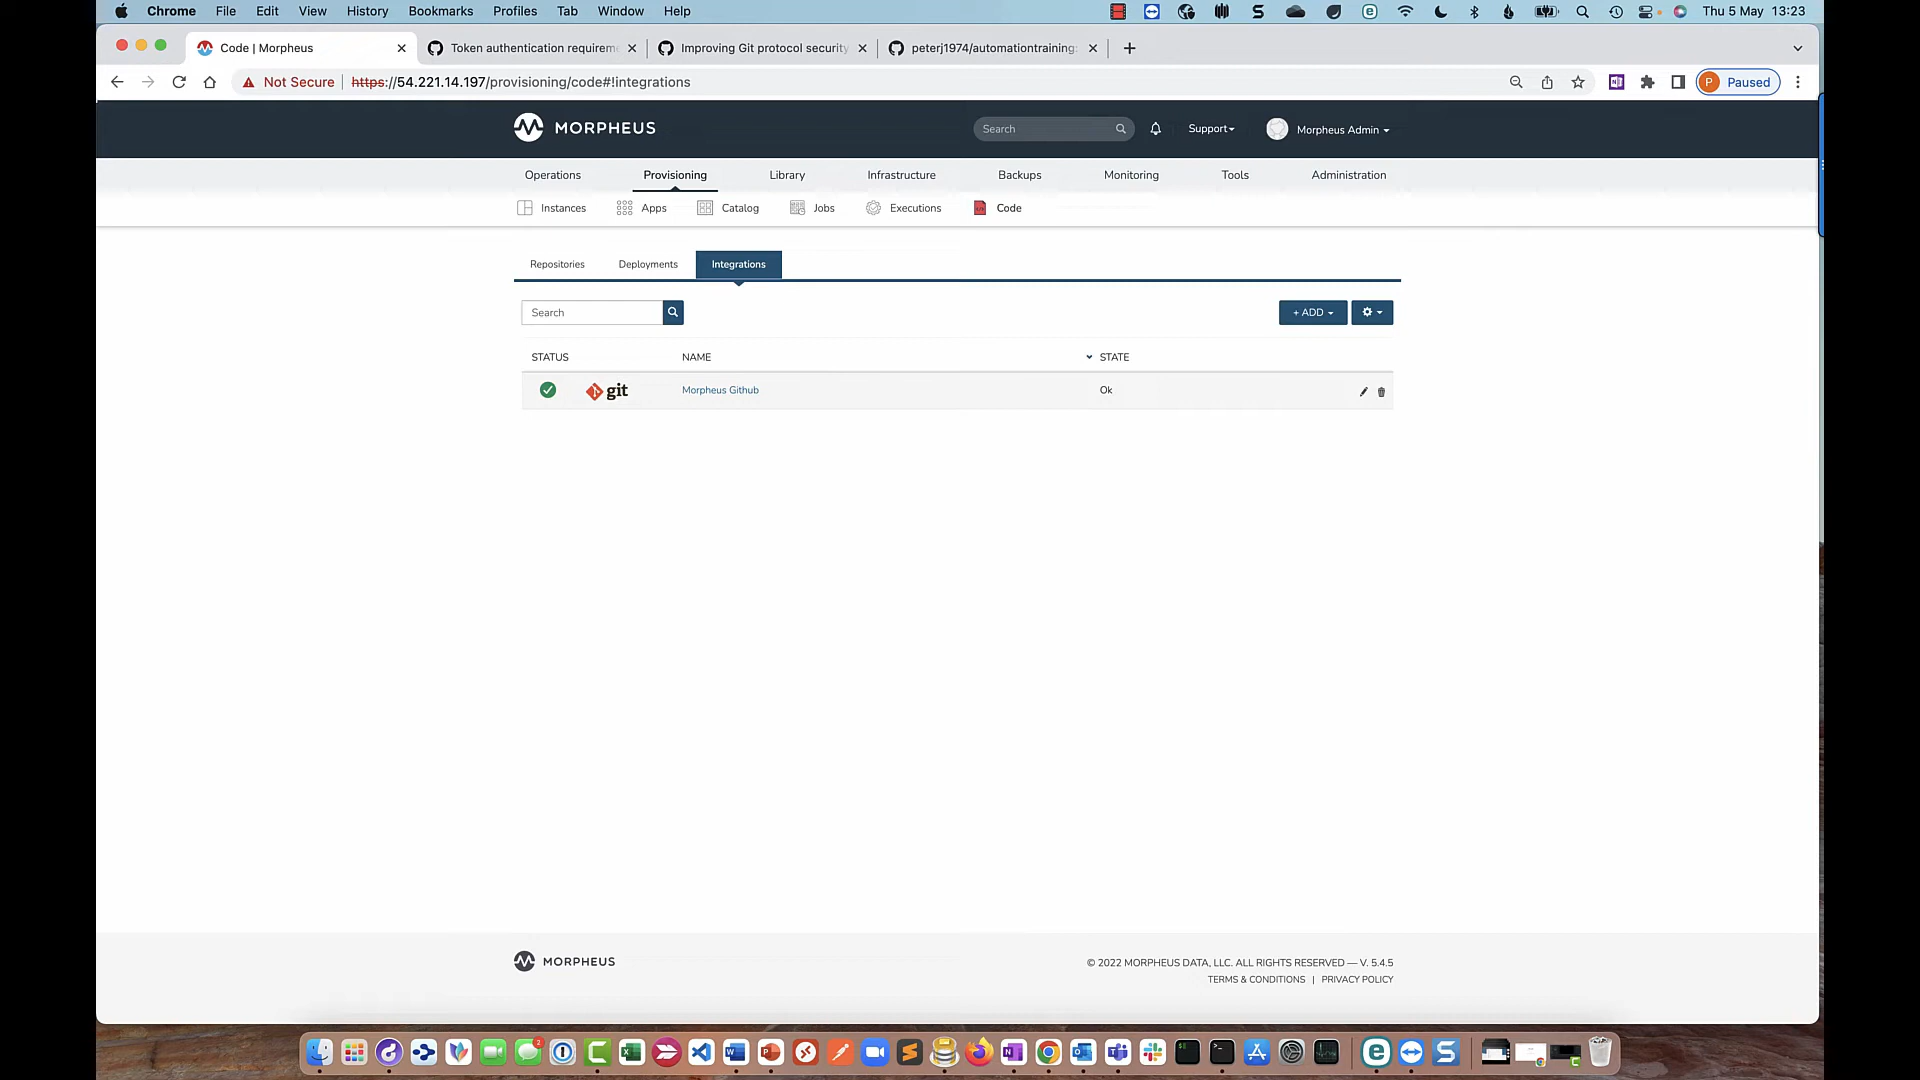 Chrome File Edit View History Bookmarks Profiles Tab Window Help Thu 5 May 13:23
Code | Morpheus Token authentication requirem Improving Git protocol security peterj1974/automationtraining:
Not Secure https://54.221.14.197/provisioning/code#!integrations P Paused
MORPHEUS Search Support Morpheus Admin
Operations Provisioning Library Infrastructure Backups Monitoring Tools Administration
Instances Apps Catalog Jobs Executions Code
Repositories Deployments Integrations
Search + ADD
STATUS NAME STATE
git Morpheus Github Ok
MORPHEUS © 2022 MORPHEUS DATA, LLC. ALL RIGHTS RESERVED — V. 5.4.5
TERMS & CONDITIONS | PRIVACY POLICY
2